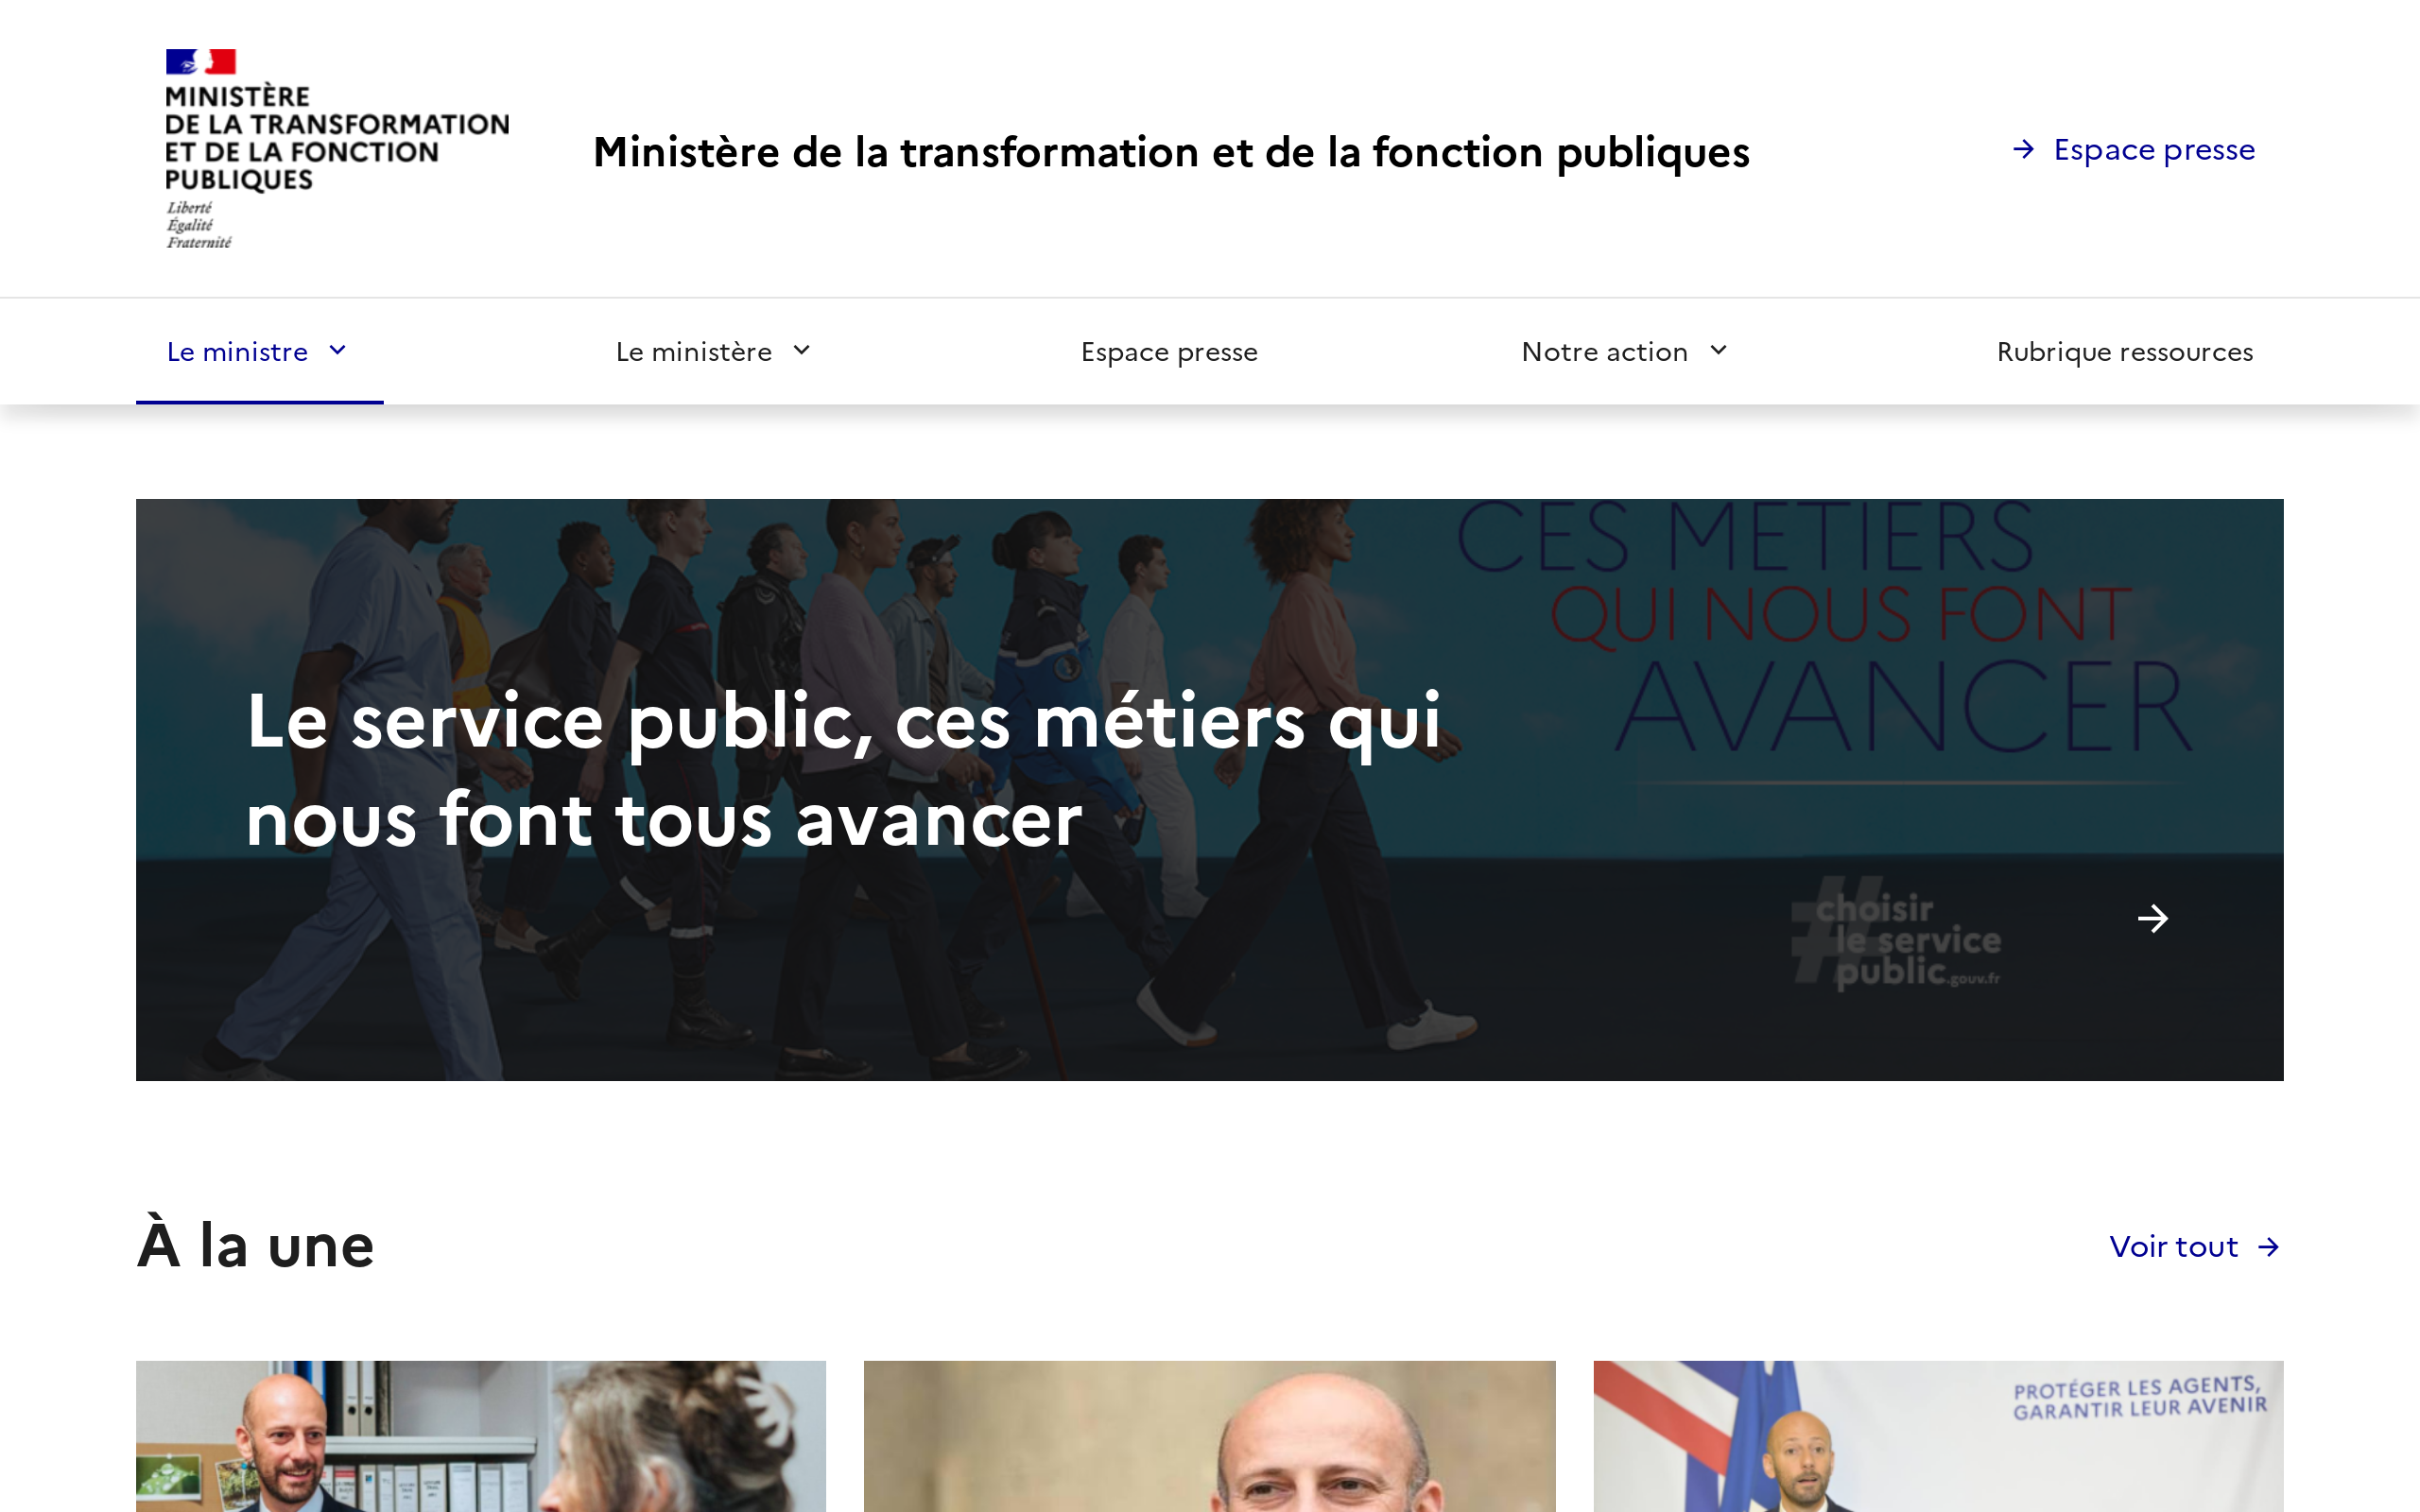 MINISTÈRE
DE LA TRANSFORMATION
ET DE LA FONCTION
PUBLIQUES
Liberté
Égalité
Fraternité
Ministère de la transformation et de la fonction publiques
Espace presse
Le ministre
Le ministère
Espace presse
Notre action
Rubrique ressources
CES MÉTIERS
QUI NOUS FONT
AVANCER
Le service public, ces métiers qui
nous font tous avancer
#choisir
le service
public.gouv.fr
À la une
Voir tout
PROTÉGER LES AGENTS,
GARANTIR LEUR AVENIR